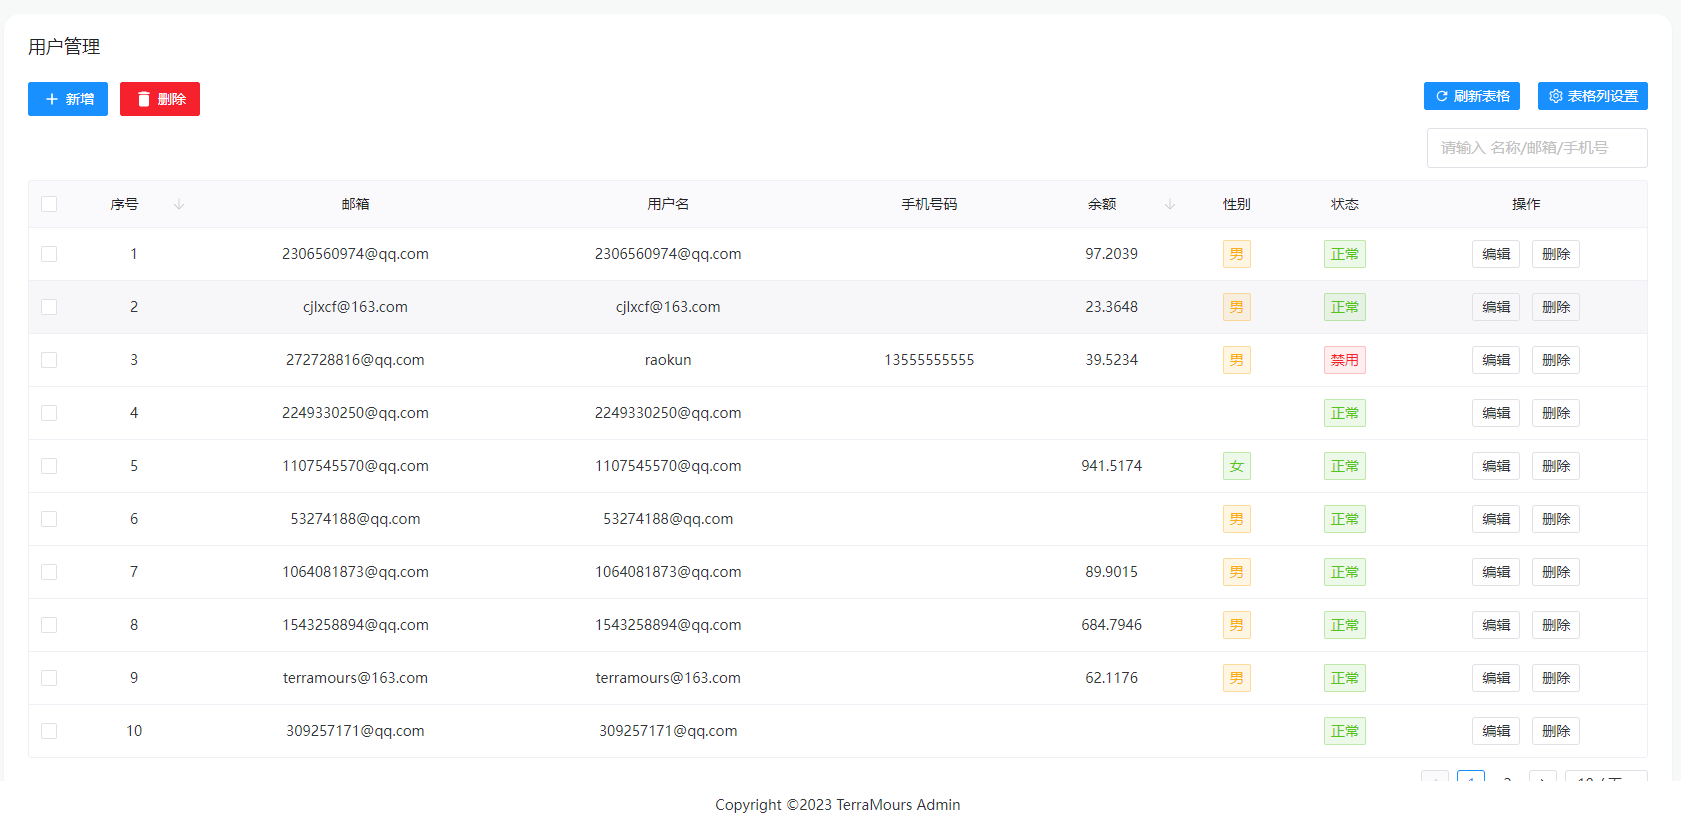 用户管理
新增 删除 刷新表格 表格列设置
请输入 名称/邮箱/手机号
序号 邮箱 用户名 手机号码 余额 性别 状态 操作
1 2306560974@qq.com 2306560974@qq.com 97.2039 男 正常 编辑 删除
2 cjlxcf@163.com cjlxcf@163.com 23.3648 男 正常 编辑 删除
3 272728816@qq.com raokun 13555555555 39.5234 男 禁用 编辑 删除
4 2249330250@qq.com 2249330250@qq.com 正常 编辑 删除
5 1107545570@qq.com 1107545570@qq.com 941.5174 女 正常 编辑 删除
6 53274188@qq.com 53274188@qq.com 男 正常 编辑 删除
7 1064081873@qq.com 1064081873@qq.com 89.9015 男 正常 编辑 删除
8 1543258894@qq.com 1543258894@qq.com 684.7946 男 正常 编辑 删除
9 terramours@163.com terramours@163.com 62.1176 男 正常 编辑 删除
10 309257171@qq.com 309257171@qq.com 正常 编辑 删除
Copyright ©2023 TerraMours Admin